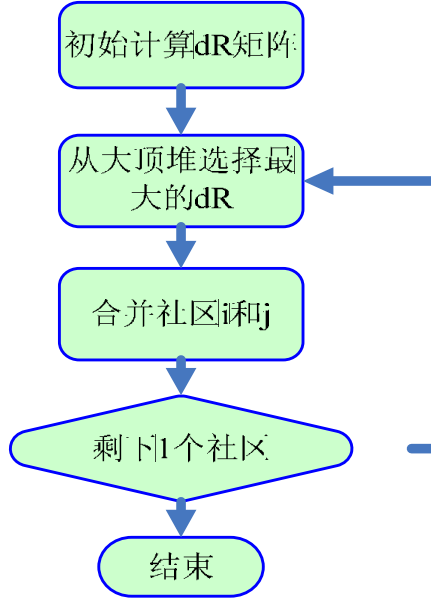 初始计算dR矩阵
从大顶堆选择最
大的dR
合并社区i和j
剩下1个社区
结束